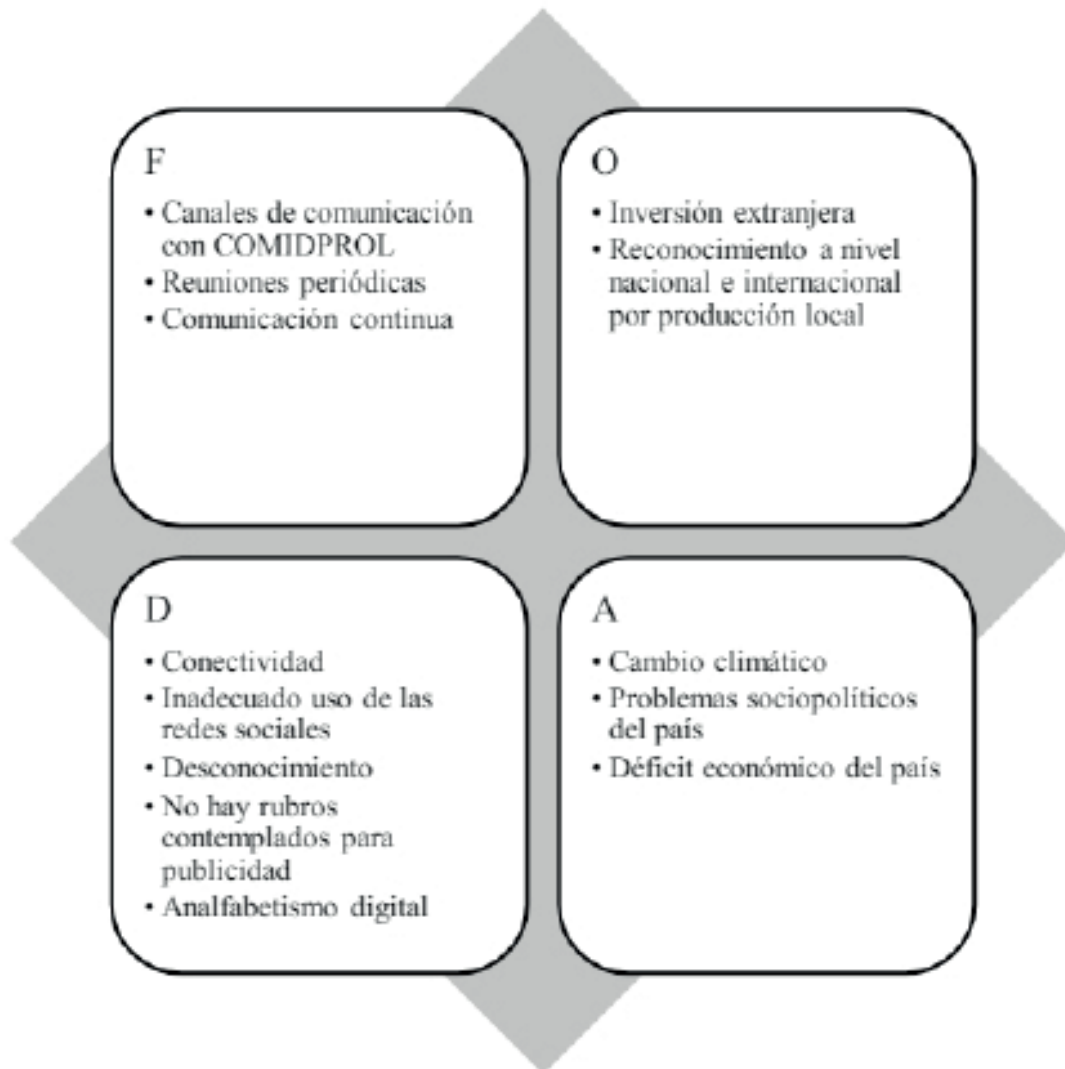 F
• Canales de comunicación
con COMIDPROL
• Reuniones periódicas
• Comunicación continua
O
• Inversión extranjera
• Reconocimiento a nivel
nacional e internacional
por producción local
D
• Conectividad
• Inadecuado uso de las
redes sociales
• Desconocimiento
• No hay rubros
contemplados para
publicidad
• Analfabetismo digital
A
• Cambio climático
• Problemas sociopolíticos
del país
• Déficit económico del país